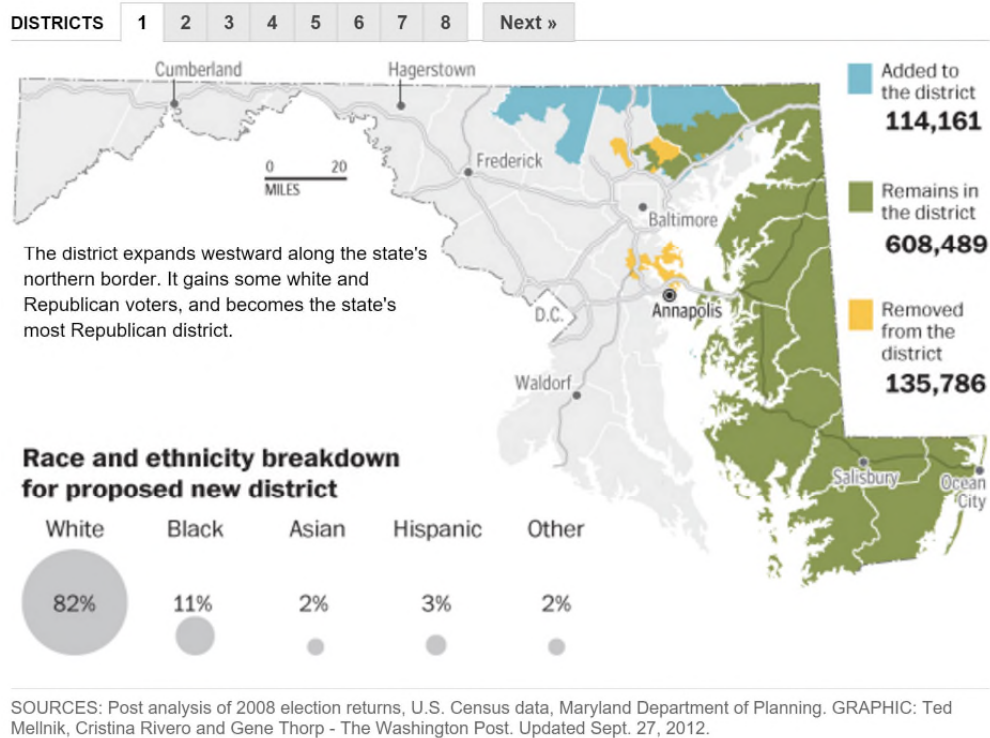 DISTRICTS 1 2 3 4 5 6 7 8 Next »
Cumberland
Hagerstown
Frederick
0 20
MILES
Baltimore
D.C.
Annapolis
Waldorf
Salisbury
Ocean
City
Added to
the district
114,161
Remains in
the district
608,489
Removed
from the
district
135,786
The district expands westward along the state's
northern border. It gains some white and
Republican voters, and becomes the state's
most Republican district.
Race and ethnicity breakdown
for proposed new district
White Black Asian Hispanic Other
82% 11% 2% 3% 2%
SOURCES: Post analysis of 2008 election returns, U.S. Census data, Maryland Department of Planning. GRAPHIC: Ted
Mellnik, Cristina Rivero and Gene Thorp - The Washington Post. Updated Sept. 27, 2012.